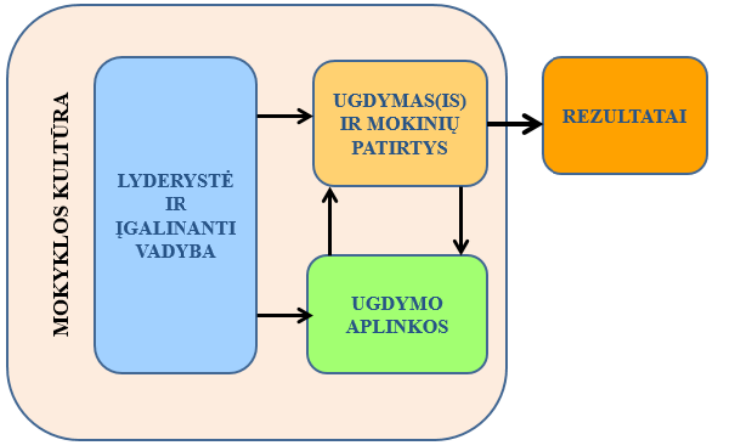 MOKYKLOS KULTŪRA
LYDERYSTĖ
IR
ĮGALINANTI
VADYBA
UGDYMAS(IS)
IR MOKINIŲ
PATIRTYS
UGDYMO
APLINKOS
REZULTATAI